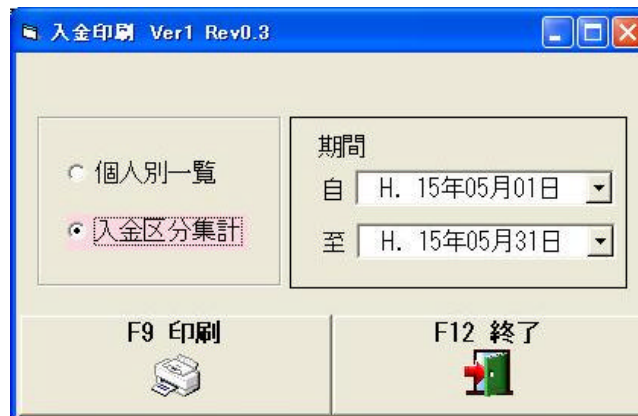 入金印刷 Ver1 Rev0.3
個人別一覧
入金区分集計
期間
自 H. 15年05月01日
至 H. 15年05月31日
F9 印刷
F12 終了